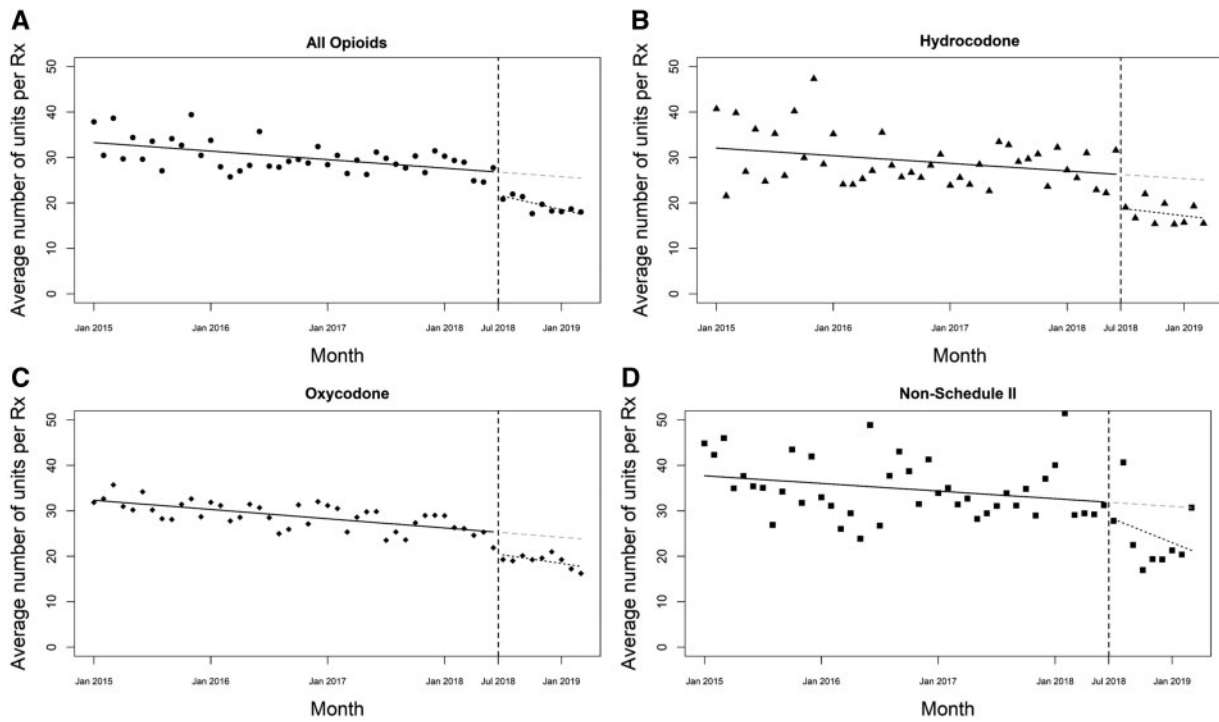 A
All Opioids
Average number of units per Rx
50
40
30
20
10
0
Jan 2015
Jan 2016
Jan 2017
Jan 2018
Jul 2018
Jan 2019
Month
B
Hydrocodone
Average number of units per Rx
50
40
30
20
10
0
Jan 2015
Jan 2016
Jan 2017
Jan 2018
Jul 2018
Jan 2019
Month
C
Oxycodone
Average number of units per Rx
50
40
30
20
10
0
Jan 2015
Jan 2016
Jan 2017
Jan 2018
Jul 2018
Jan 2019
Month
D
Non-Schedule II
Average number of units per Rx
50
40
30
20
10
0
Jan 2015
Jan 2016
Jan 2017
Jan 2018
Jul 2018
Jan 2019
Month